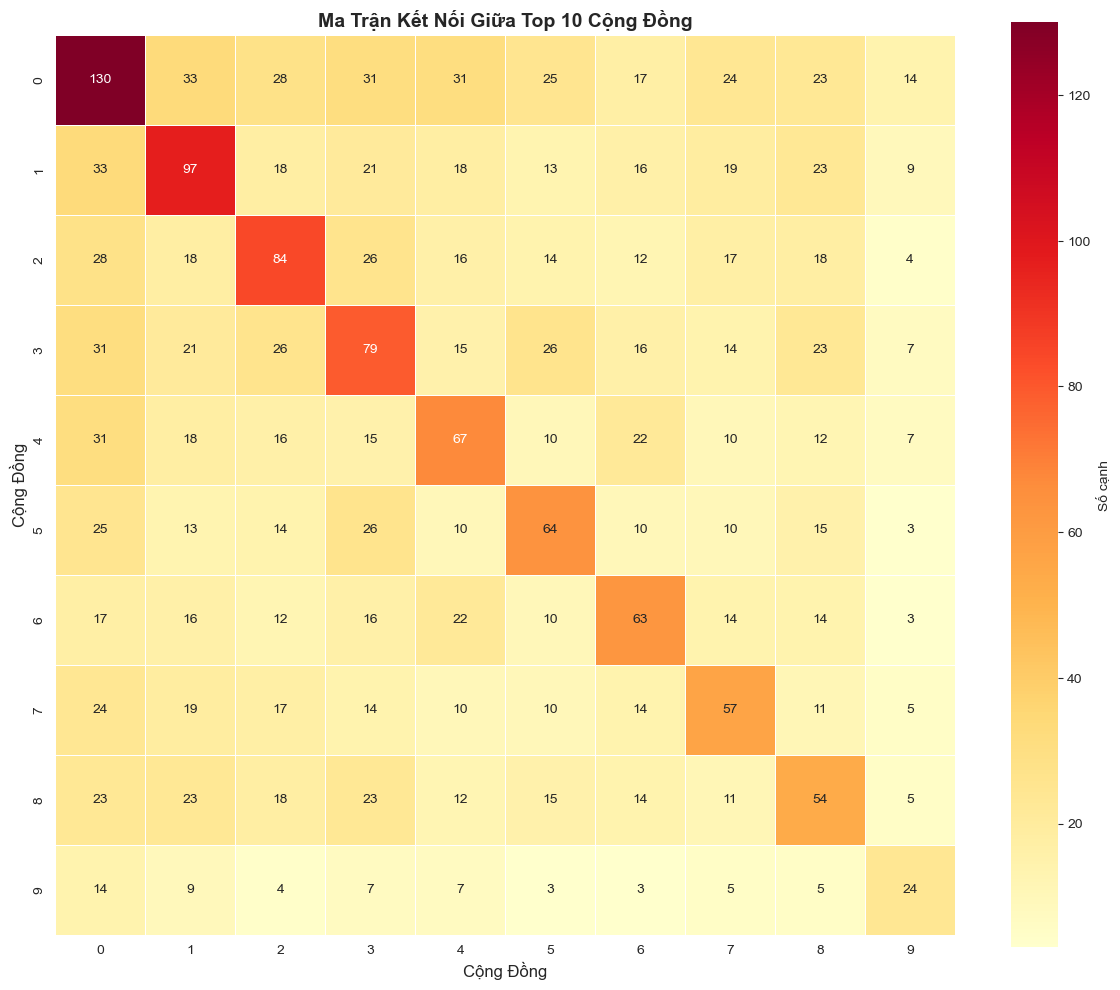 Ma Trận Kết Nối Giữa Top 10 Cộng Đồng
0 130 33 28 31 31 25 17 24 23 14
1 33 97 18 21 18 13 16 19 23 9
2 28 18 84 26 16 14 12 17 18 4
3 31 21 26 79 15 26 16 14 23 7
4 31 18 16 15 67 10 22 10 12 7
5 25 13 14 26 10 64 10 10 15 3
6 17 16 12 16 22 10 63 14 14 3
7 24 19 17 14 10 10 14 57 11 5
8 23 23 18 23 12 15 14 11 54 5
9 14 9 4 7 7 3 3 5 5 24
0 1 2 3 4 5 6 7 8 9
Cộng Đồng
Cộng Đồng
120
100
80
60
40
20
Số cạnh